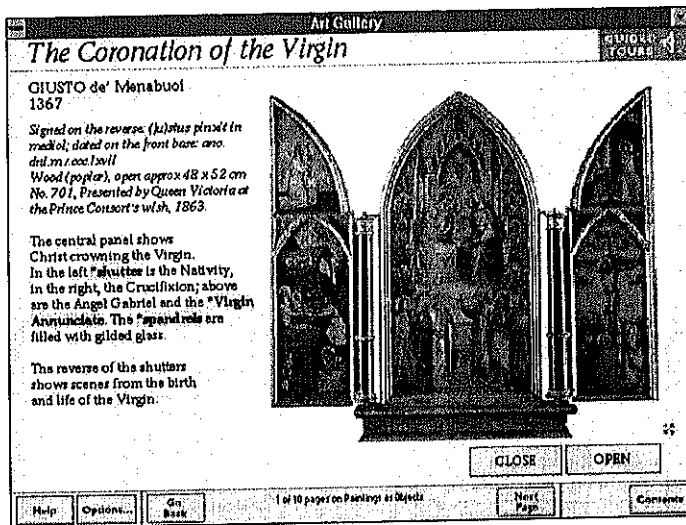 Art Gallery
The Coronation of the Virgin
GUIDED
TOURS
GIUSTO de' Menabuoi
1367
Signed on the reverse: (ju)stus pinxit in
mediol; dated on the front base: ano.
dni.m.ccc.lxvii
Wood (poplar), open approx 48 x 52 cm
No. 701, Presented by Queen Victoria at
the Prince Consort's wish, 1863.
The central panel shows
Christ crowning the Virgin.
In the left *shutter is the Nativity,
in the right, the Crucifixion; above
are the Angel Gabriel and the *Virgin
Annunciate. The *spandrels are
filled with gilded glass.
The reverse of the shutters
shows scenes from the birth
and life of the Virgin.
CLOSE
OPEN
Help
Options...
Go
Back
1 of 10 pages on Paintings as Objects
Next
Page
Contents